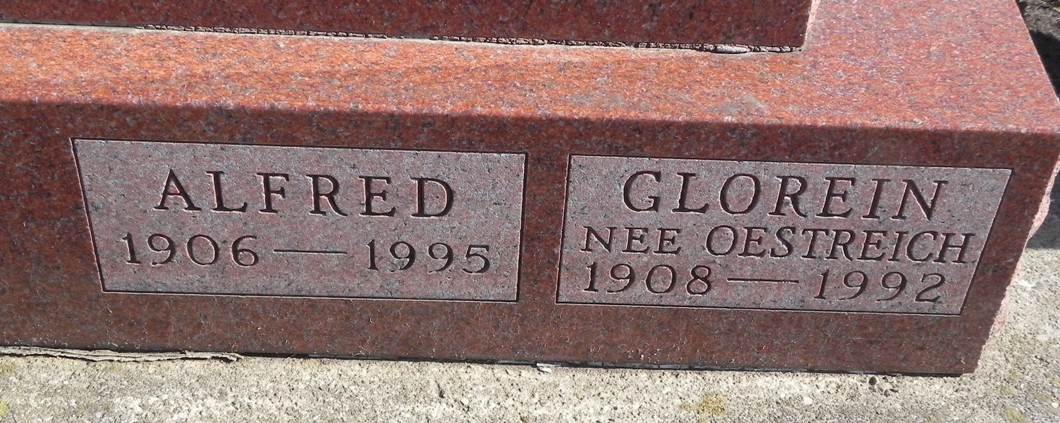 ALFRED
1906 — 1995
GLOREIN
NEE OESTREICH
1908 — 1992